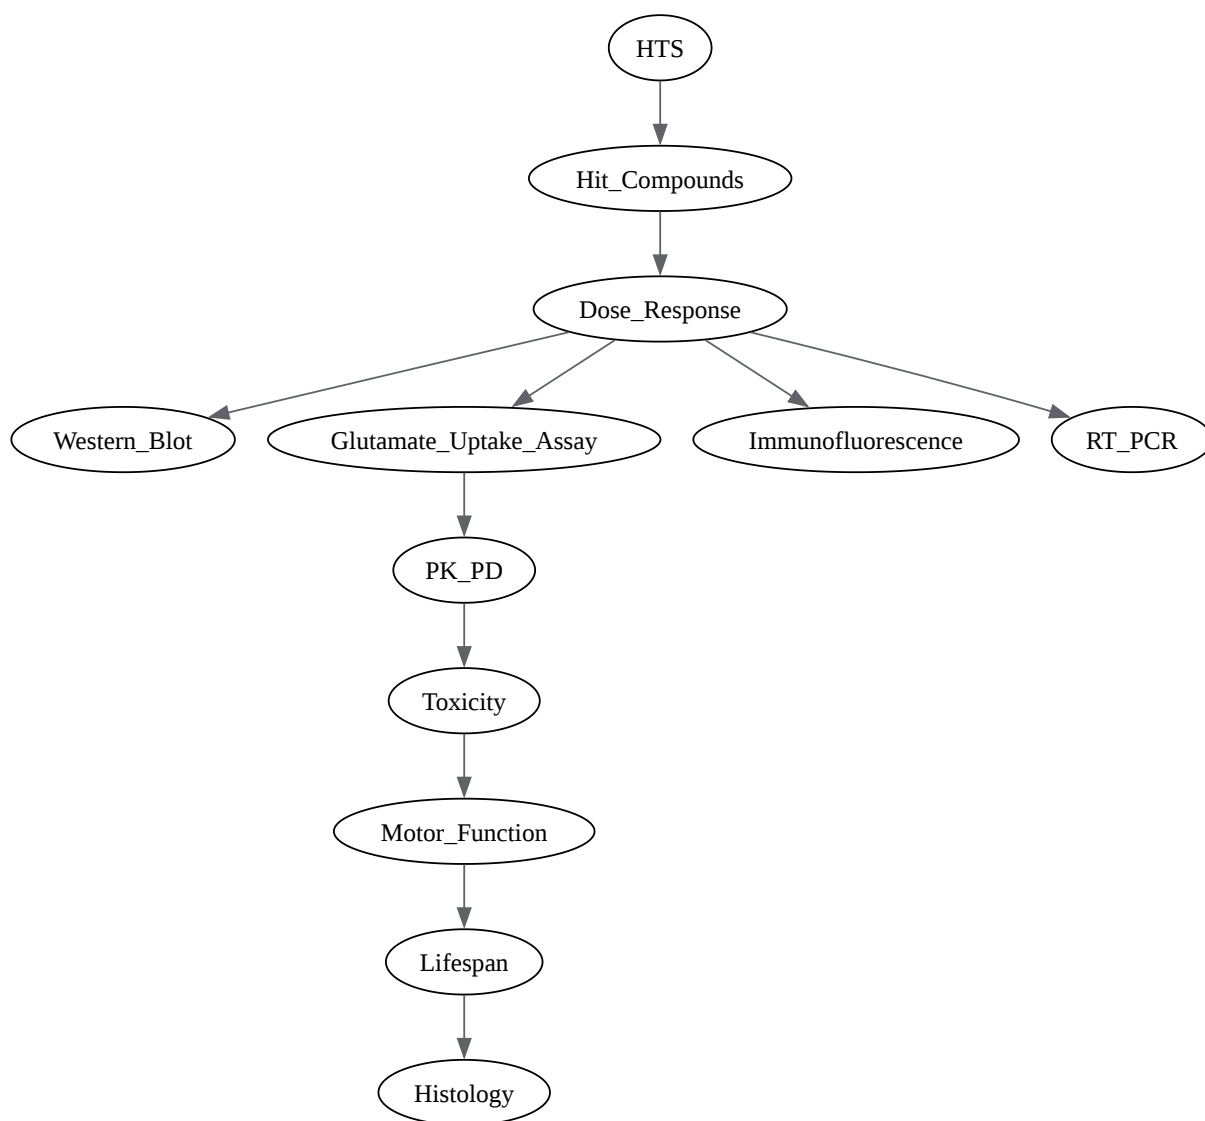 HTS
Hit_Compounds
Dose_Response
Western_Blot
Glutamate_Uptake_Assay
Immunofluorescence
RT_PCR
PK_PD
Toxicity
Motor_Function
Lifespan
Histology